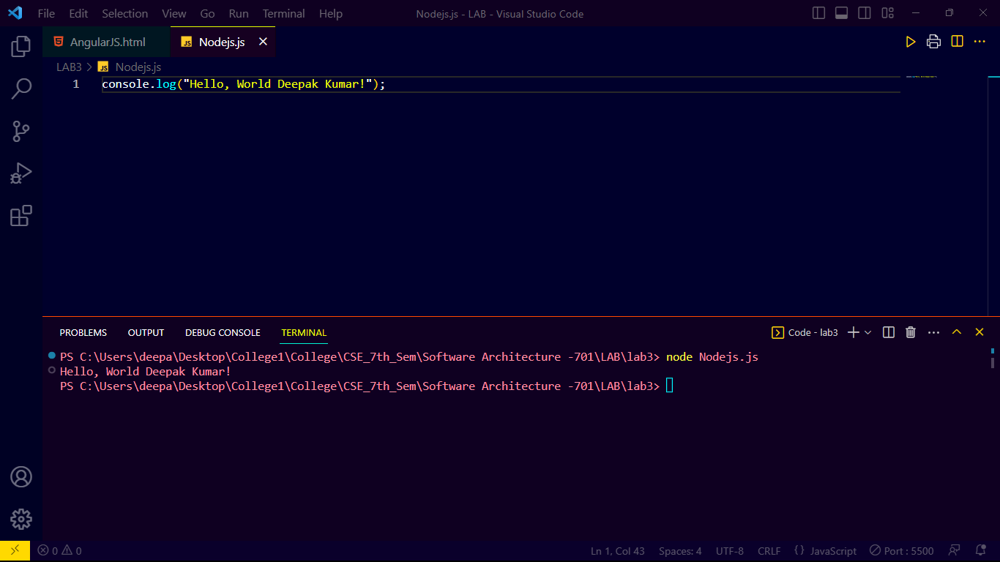 File Edit Selection View Go Run Terminal Help Nodejs.js - LAB - Visual Studio Code
AngularJS.html JS Nodejs.js
LAB3 > JS Nodejs.js
1 console.log("Hello, World Deepak Kumar!");
PROBLEMS OUTPUT DEBUG CONSOLE TERMINAL Code - lab3
PS C:\Users\deepa\Desktop\College1\College\CSE_7th_Sem\Software Architecture -701\LAB\lab3> node Nodejs.js
Hello, World Deepak Kumar!
PS C:\Users\deepa\Desktop\College1\College\CSE_7th_Sem\Software Architecture -701\LAB\lab3>
0 0 Ln 1, Col 43 Spaces: 4 UTF-8 CRLF {} JavaScript Port : 5500